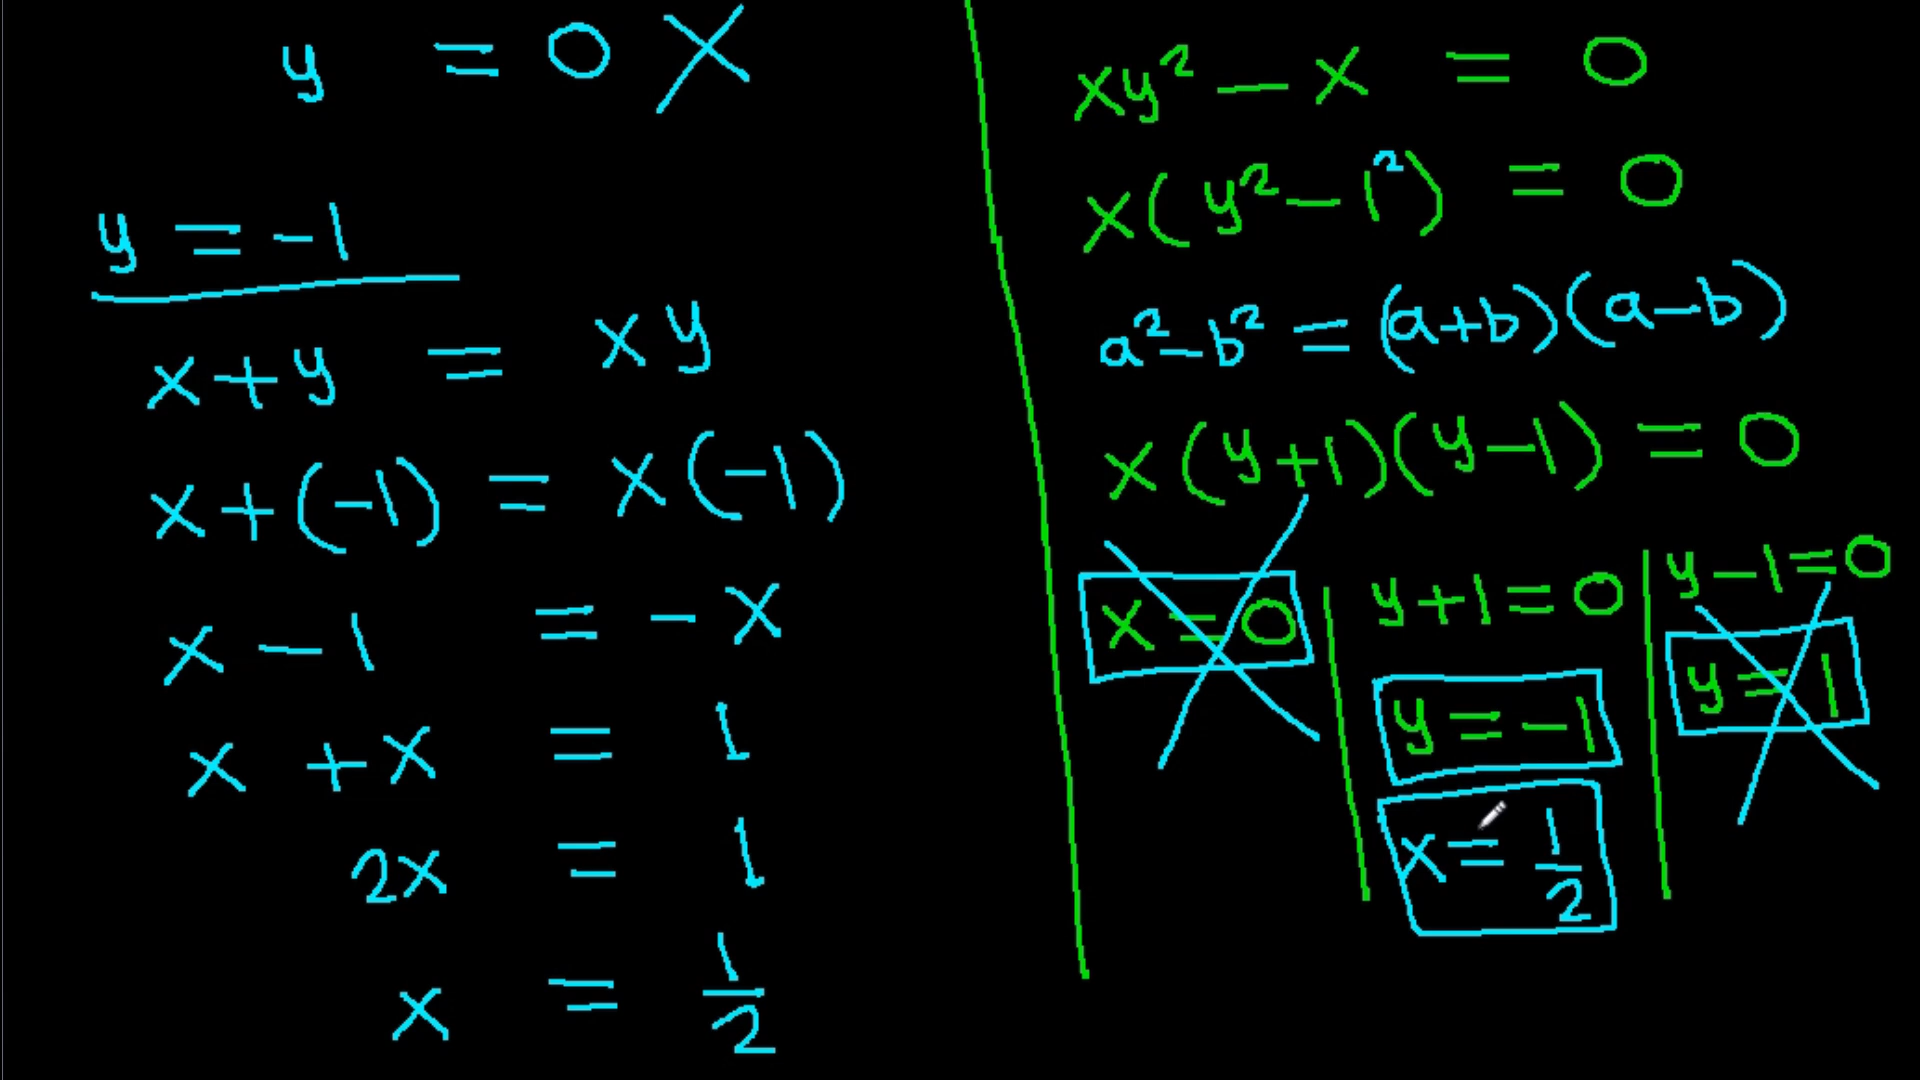 y = 0 X
y = -1
x + y = xy
x + (-1) = x(-1)
x - 1 = -x
x + x = 1
2x = 1
x = 1/2
xy² - x = 0
x(y² - 1²) = 0
a² - b² = (a+b)(a-b)
x(y+1)(y-1) = 0
x = 0
y + 1 = 0
y = -1
x = 1/2
y - 1 = 0
y = 1